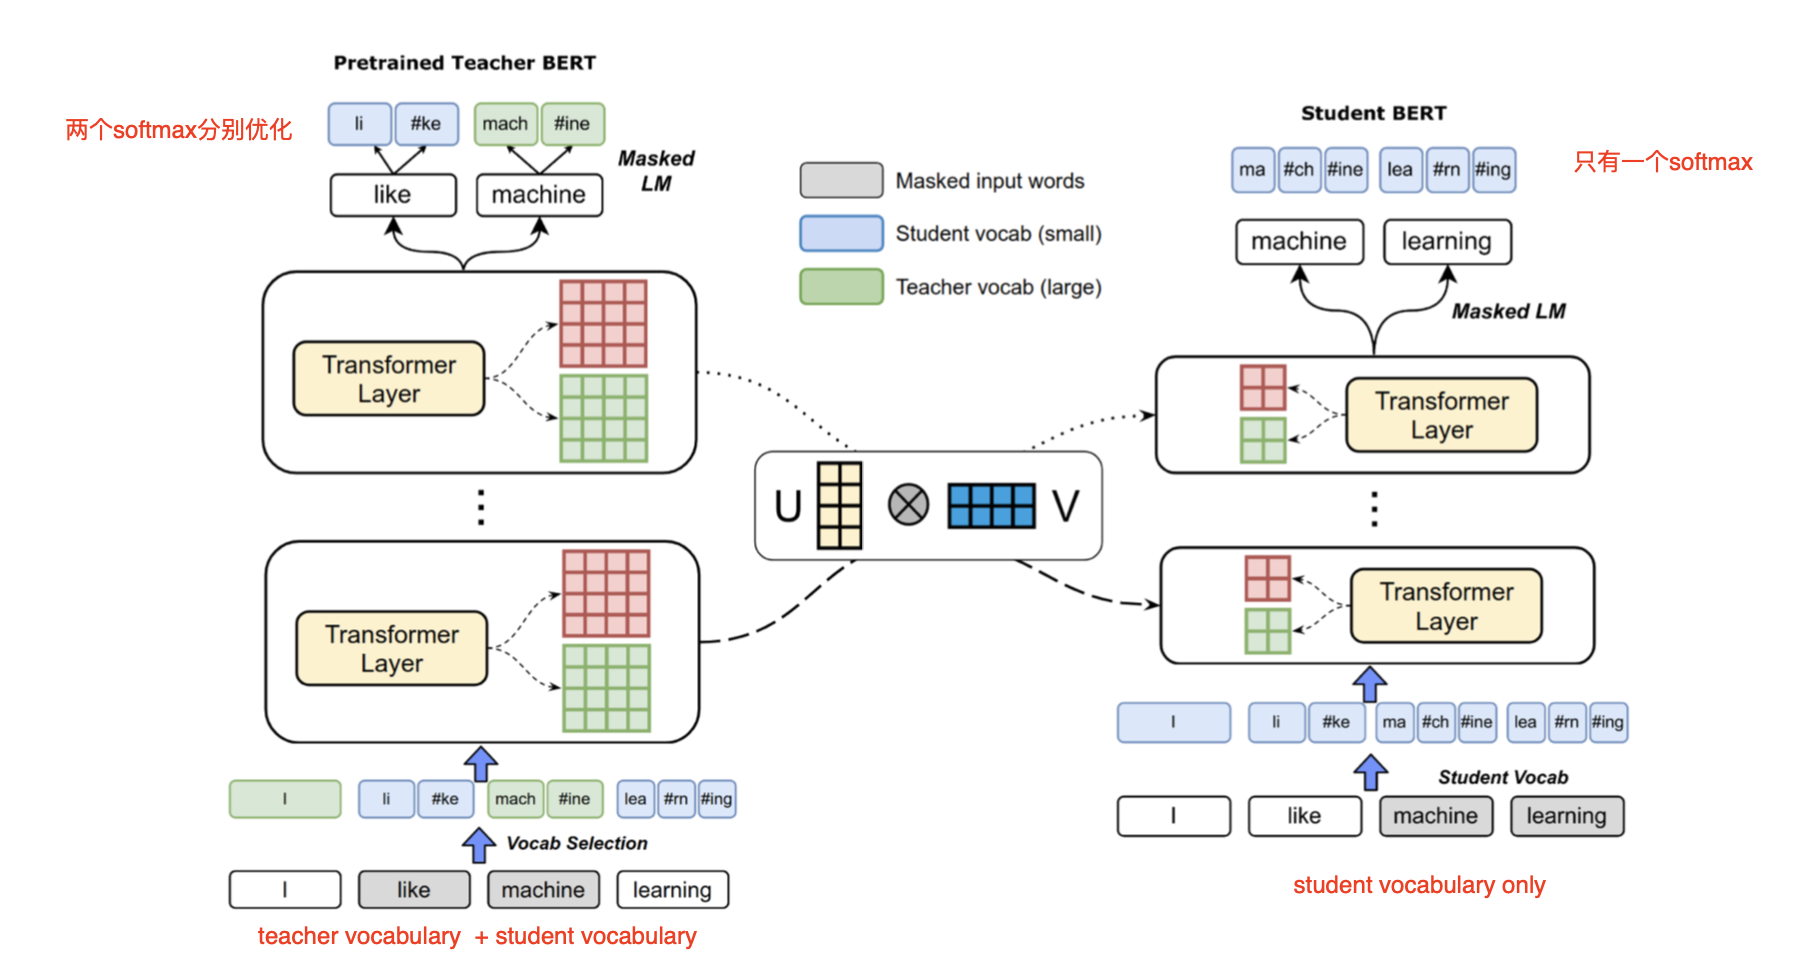 Pretrained Teacher BERT
两个softmax分别优化
li #ke mach #ine
Masked
LM
like machine
Transformer
Layer
Transformer
Layer
I li #ke mach #ine lea #rn #ing
Vocab Selection
I like machine learning
teacher vocabulary + student vocabulary
Masked input words
Student vocab (small)
Teacher vocab (large)
U V
Student BERT
只有一个softmax
ma #ch #ine lea #rn #ing
machine learning
Masked LM
Transformer
Layer
Transformer
Layer
I li #ke ma #ch #ine lea #rn #ing
Student Vocab
I like machine learning
student vocabulary only